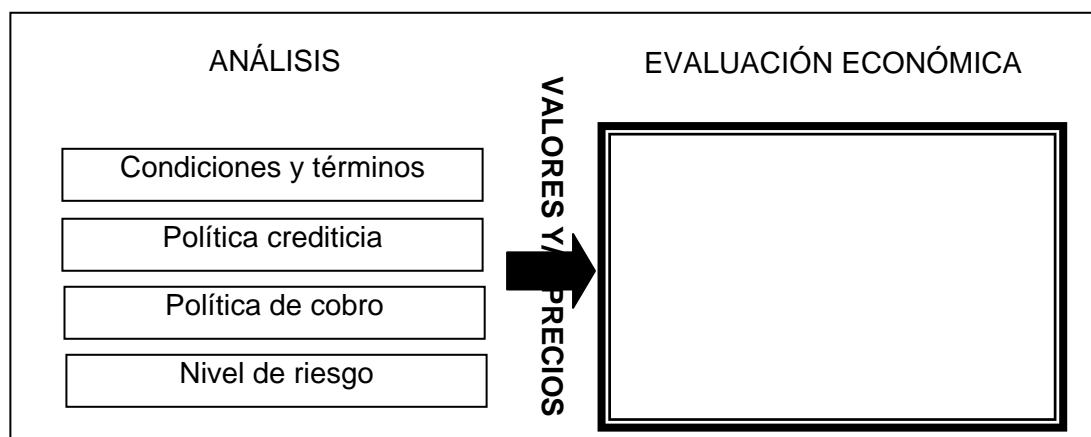 ANÁLISIS
EVALUACIÓN ECONÓMICA
Condiciones y términos
Política crediticia
Política de cobro
Nivel de riesgo
VALORES Y/ PRECIOS